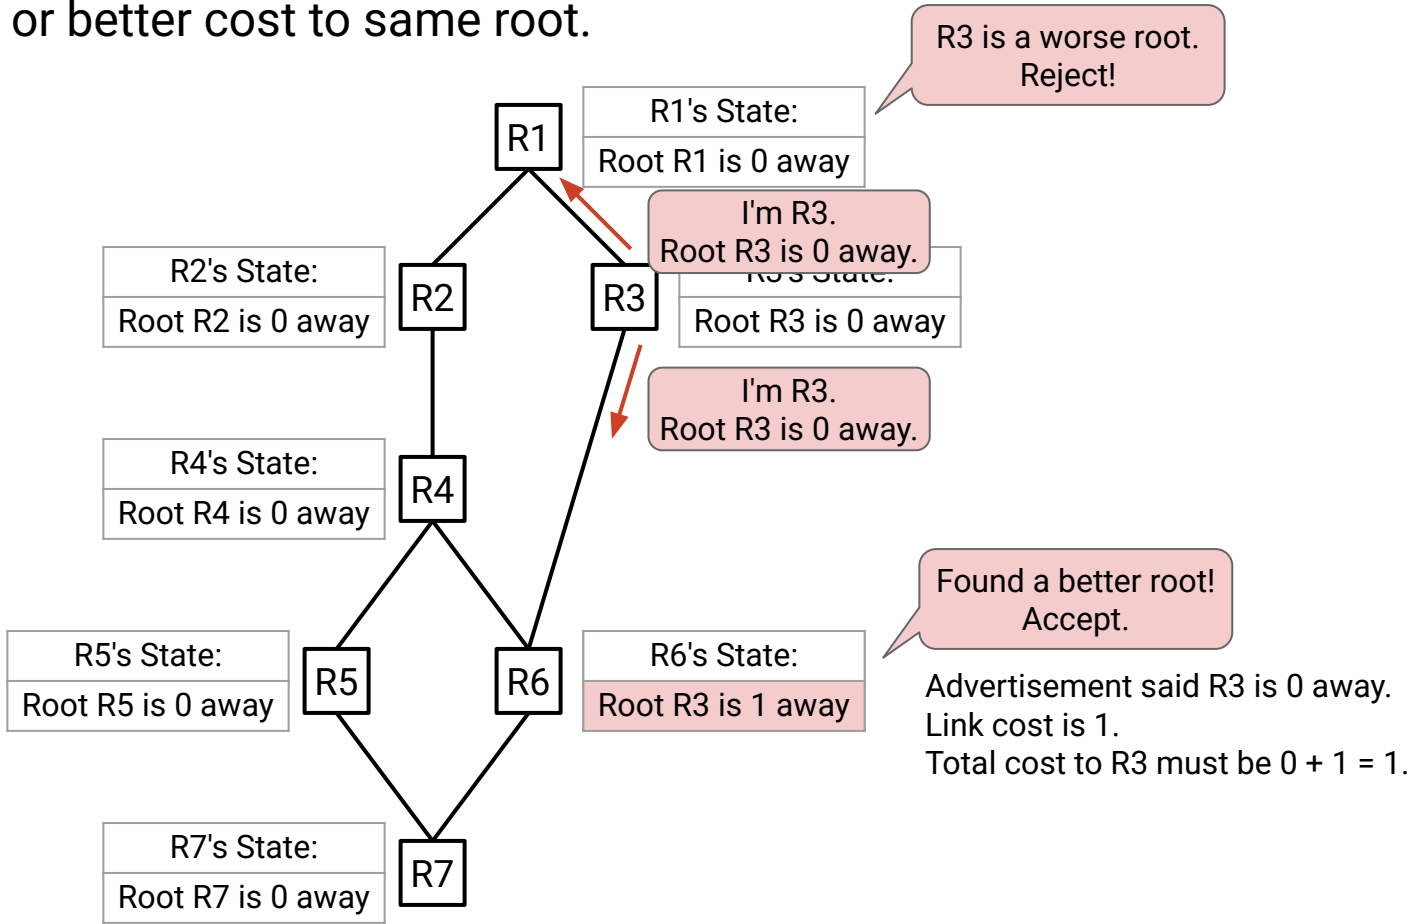 or better cost to same root.
R3 is a worse root.
Reject!
R1
R1's State:
Root R1 is 0 away
I'm R3.
Root R3 is 0 away.
R2's State:
Root R2 is 0 away
R2
R3
R3's State:
Root R3 is 0 away
I'm R3.
Root R3 is 0 away.
R4's State:
Root R4 is 0 away
R4
Found a better root!
Accept.
R5's State:
Root R5 is 0 away
R5
R6
R6's State:
Root R3 is 1 away
Advertisement said R3 is 0 away.
Link cost is 1.
Total cost to R3 must be 0 + 1 = 1.
R7's State:
Root R7 is 0 away
R7